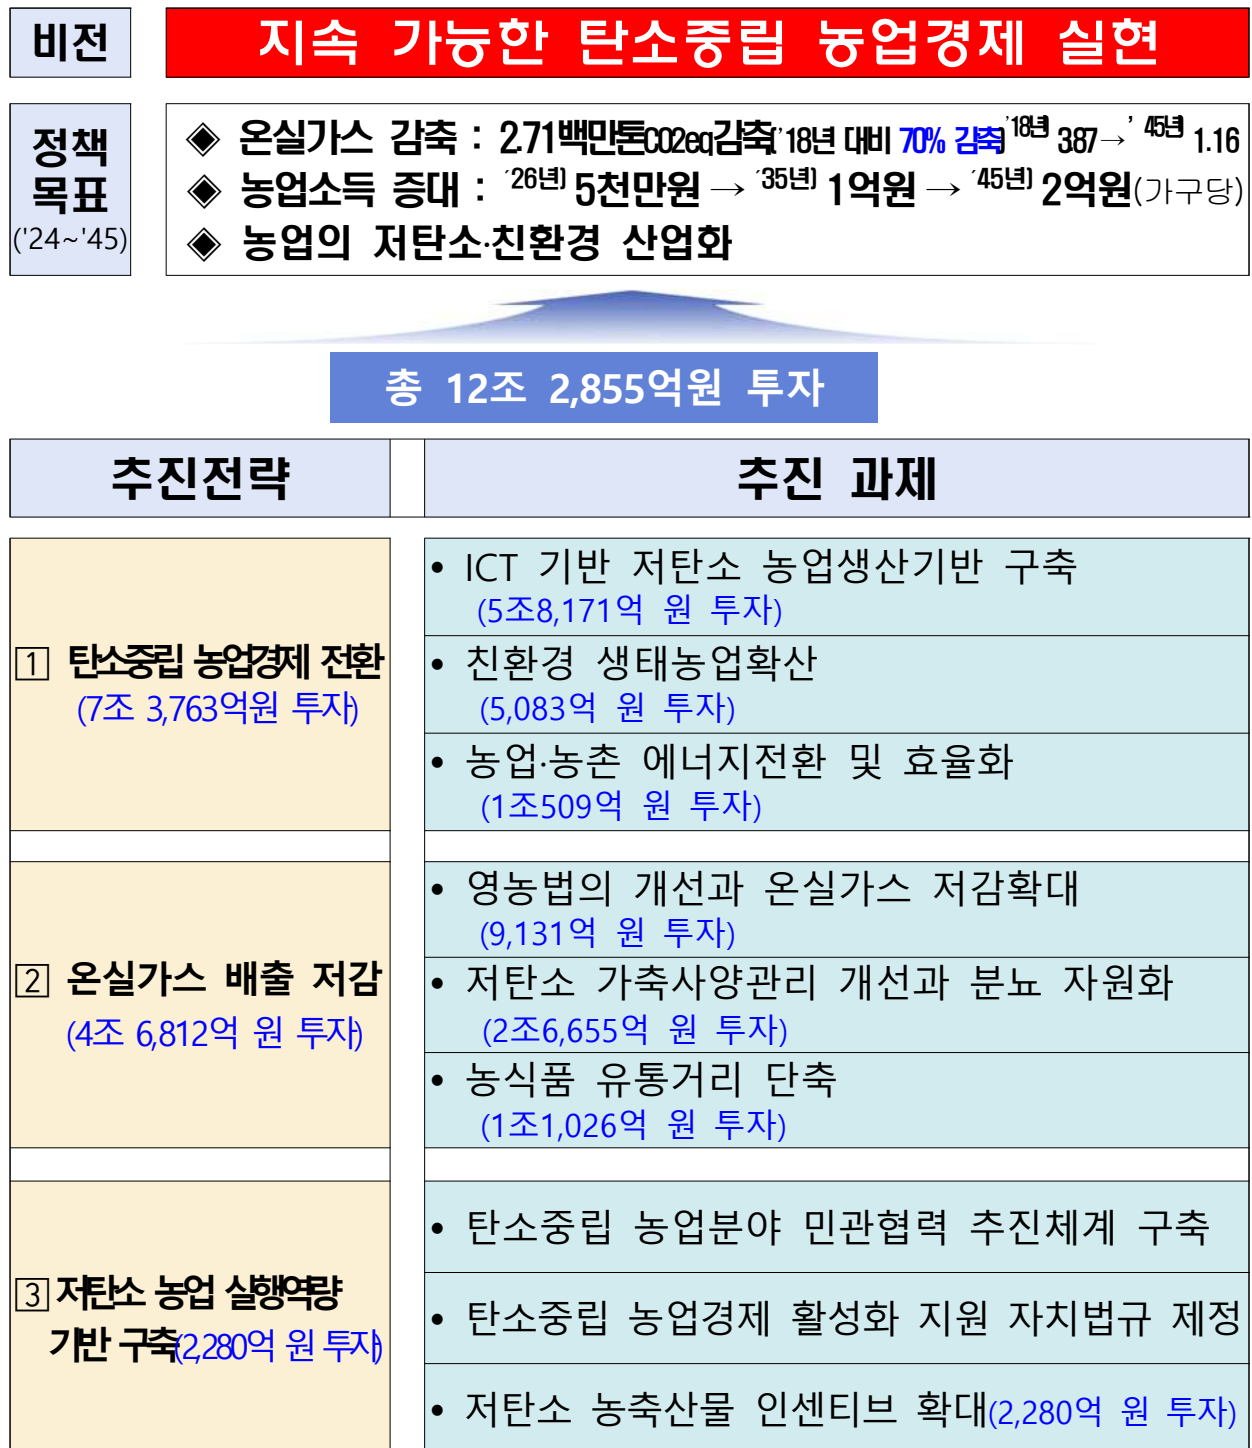 비전
지속 가능한 탄소중립 농업경제 실현
정책
목표
('24~'45)
◈ 온실가스 감축 : 2.71백만톤CO2eq감축('18년 대비 70% 감축) '18년) 3.87→ '45년) 1.16
◈ 농업소득 증대 : '26년) 5천만원 → '35년) 1억원 → '45년) 2억원(가구당)
◈ 농업의 저탄소·친환경 산업화
총 12조 2,855억원 투자
추진전략
추진 과제
1 탄소중립 농업경제 전환
(7조 3,763억원 투자)
• ICT 기반 저탄소 농업생산기반 구축
(5조8,171억 원 투자)
• 친환경 생태농업확산
(5,083억 원 투자)
• 농업·농촌 에너지전환 및 효율화
(1조509억 원 투자)
2 온실가스 배출 저감
(4조 6,812억 원 투자)
• 영농법의 개선과 온실가스 저감확대
(9,131억 원 투자)
• 저탄소 가축사양관리 개선과 분뇨 자원화
(2조6,655억 원 투자)
• 농식품 유통거리 단축
(1조1,026억 원 투자)
3 저탄소 농업 실행역량
기반 구축(2,280억 원 투자)
• 탄소중립 농업분야 민관협력 추진체계 구축
• 탄소중립 농업경제 활성화 지원 자치법규 제정
• 저탄소 농축산물 인센티브 확대(2,280억 원 투자)